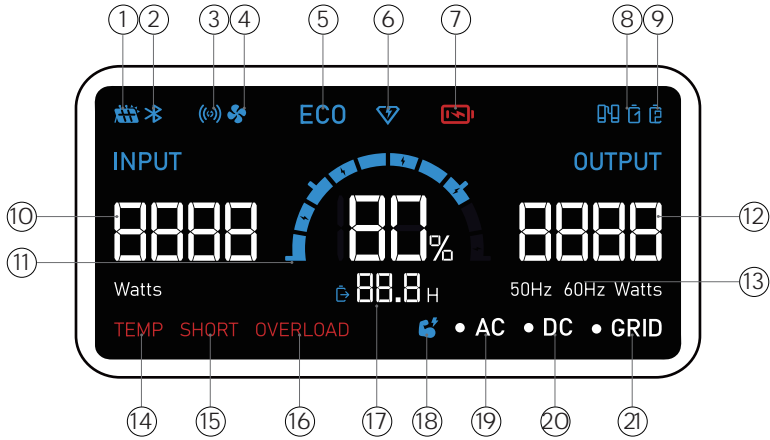 1 2 3 4 5 6 7 8 9
ECO
INPUT OUTPUT
10 8888 80% 8888 12
11 13
Watts 88.8 H 50Hz 60Hz Watts
TEMP SHORT OVERLOAD • AC • DC • GRID
14 15 16 17 18 19 20 21